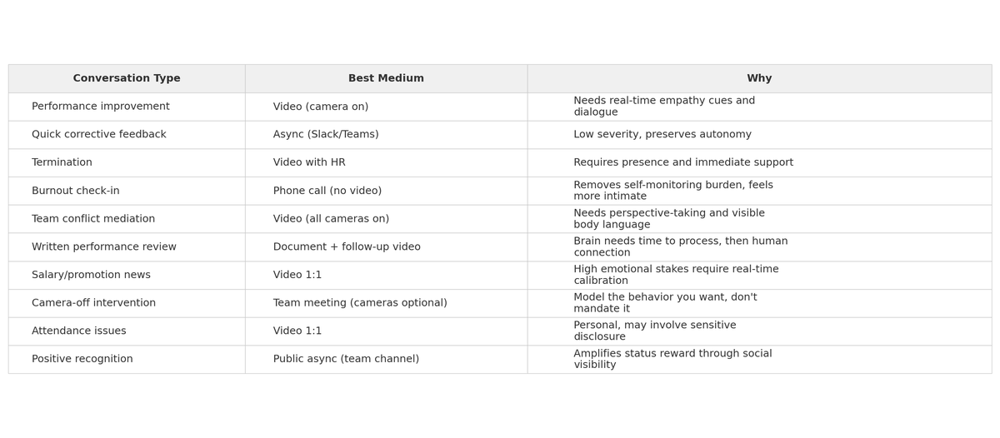 Conversation Type Best Medium Why
Performance improvement Video (camera on) Needs real-time empathy cues and
dialogue
Quick corrective feedback Async (Slack/Teams) Low severity, preserves autonomy
Termination Video with HR Requires presence and immediate support
Burnout check-in Phone call (no video) Removes self-monitoring burden, feels
more intimate
Team conflict mediation Video (all cameras on) Needs perspective-taking and visible
body language
Written performance review Document + follow-up video Brain needs time to process, then human
connection
Salary/promotion news Video 1:1 High emotional stakes require real-time
calibration
Camera-off intervention Team meeting (cameras optional) Model the behavior you want, don't
mandate it
Attendance issues Video 1:1 Personal, may involve sensitive
disclosure
Positive recognition Public async (team channel) Amplifies status reward through social
visibility